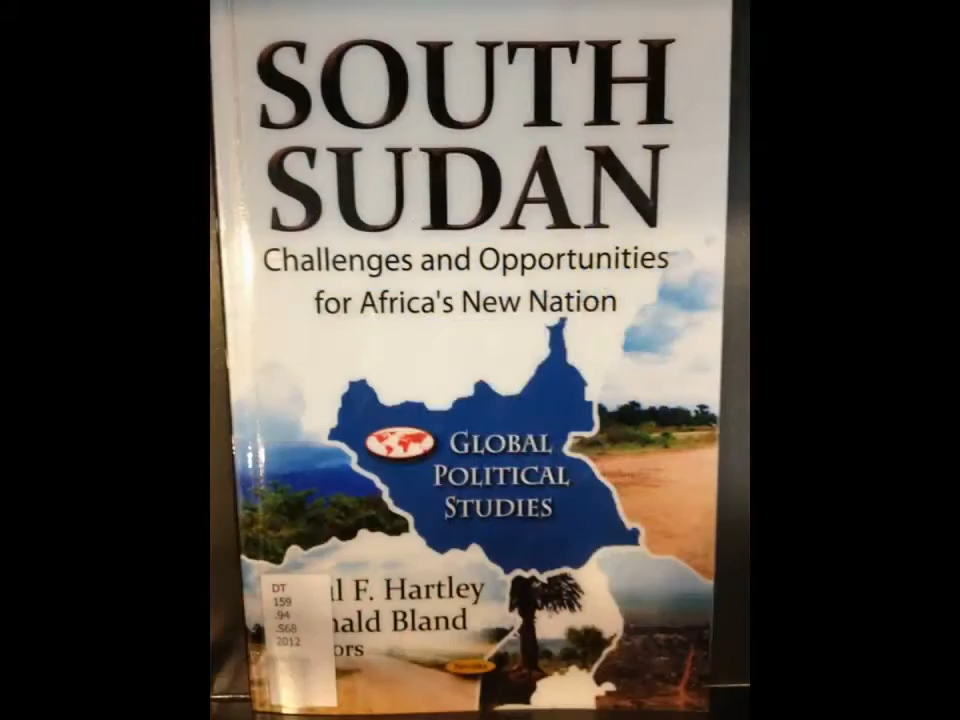 SOUTH
SUDAN
Challenges and Opportunities
for Africa's New Nation
GLOBAL
POLITICAL
STUDIES
F. Hartley
Bland
DT
159
.94
.S68
2012